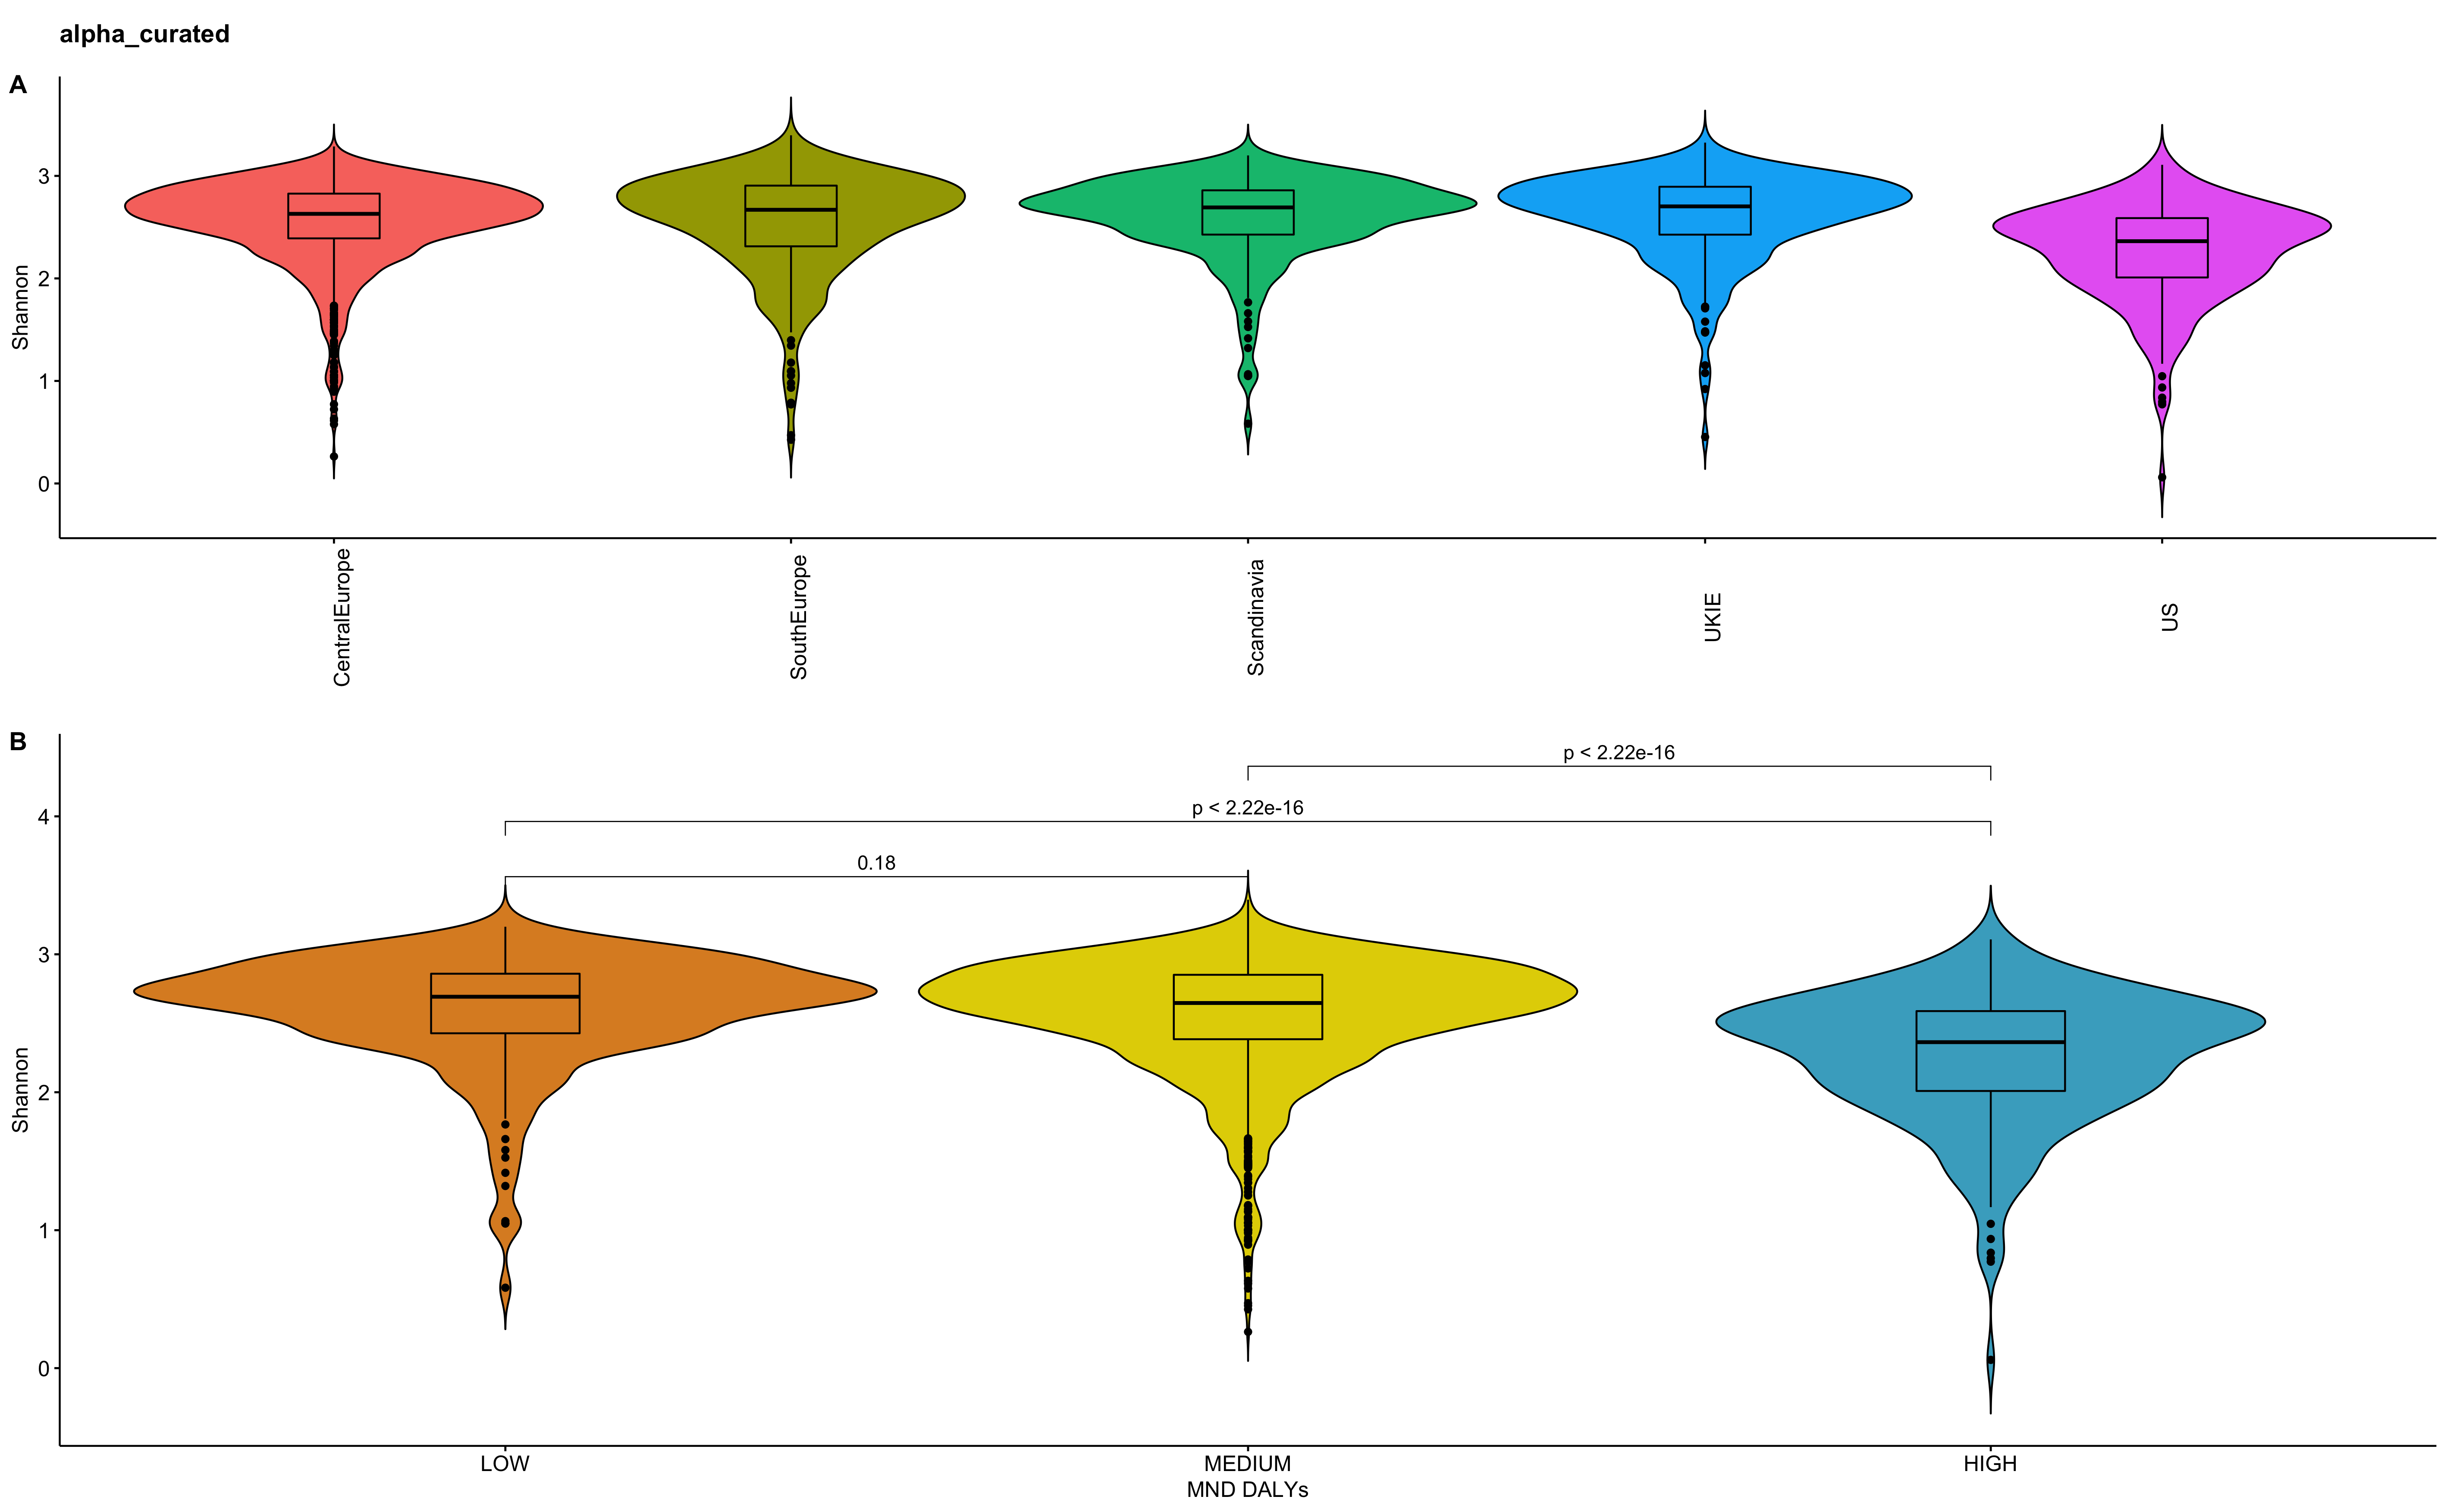 alpha_curated
A
Shannon
3
2
1
0
CentralEurope
SouthEurope
Scandinavia
UKIE
US
B
p < 2.22e-16
p < 2.22e-16
0.18
Shannon
4
3
2
1
0
LOW MEDIUM HIGH
MND DALYs